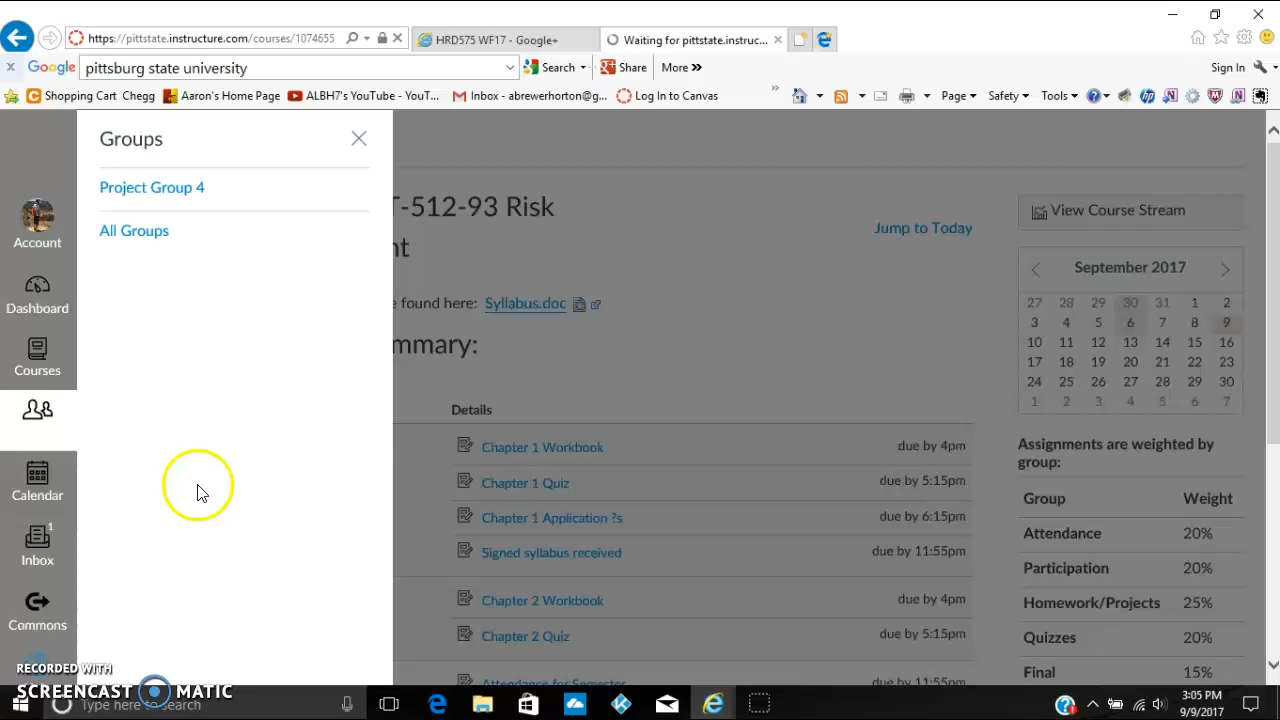 https://pittstate.instructure.com/courses/1074655
HRD575 WF17 - Google+
Waiting for pittstate.instruc...
Google
pittsburg state university
Search
Share
More »
Sign In
Shopping Cart Chegg
Aaron's Home Page
ALBH7's YouTube - YouT...
Inbox - abrewerhorton@g...
Log In to Canvas
»
Page
Safety
Tools
Groups
Project Group 4
All Groups
Account
Dashboard
Courses
Calendar
1
Inbox
Commons
T-512-93 Risk
nt
Jump to Today
e found here: Syllabus.doc
mmary:
Details
Chapter 1 Workbook due by 4pm
Chapter 1 Quiz due by 5:15pm
Chapter 1 Application ?s due by 6:15pm
Signed syllabus received due by 11:55pm
Chapter 2 Workbook due by 4pm
Chapter 2 Quiz due by 5:15pm
Attendance for Semester due by 11:55pm
View Course Stream
September 2017
27 28 29 30 31 1 2
3 4 5 6 7 8 9
10 11 12 13 14 15 16
17 18 19 20 21 22 23
24 25 26 27 28 29 30
1 2 3 4 5 6 7
Assignments are weighted by
group:
Group Weight
Attendance 20%
Participation 20%
Homework/Projects 25%
Quizzes 20%
Final 15%
RECORDED WITH
SCREENCAST MATIC
Type here to search
3:05 PM
9/9/2017